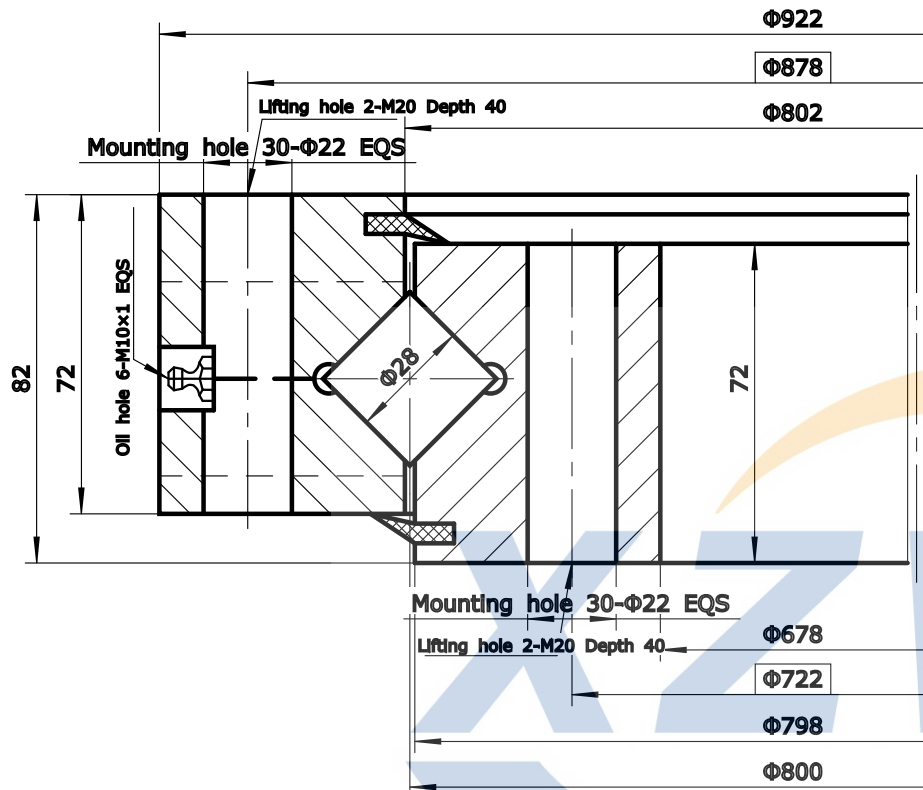 Φ922
Φ878
Lifting hole 2-M20 Depth 40
Φ802
Mounting hole 30-Φ22 EQS
82
72
Oil hole 6-M10×1 EQS
Φ28
72
XZ
Mounting hole 30-Φ22 EQS
Lifting hole 2-M20 Depth 40
Φ678
Φ722
Φ798
Φ800